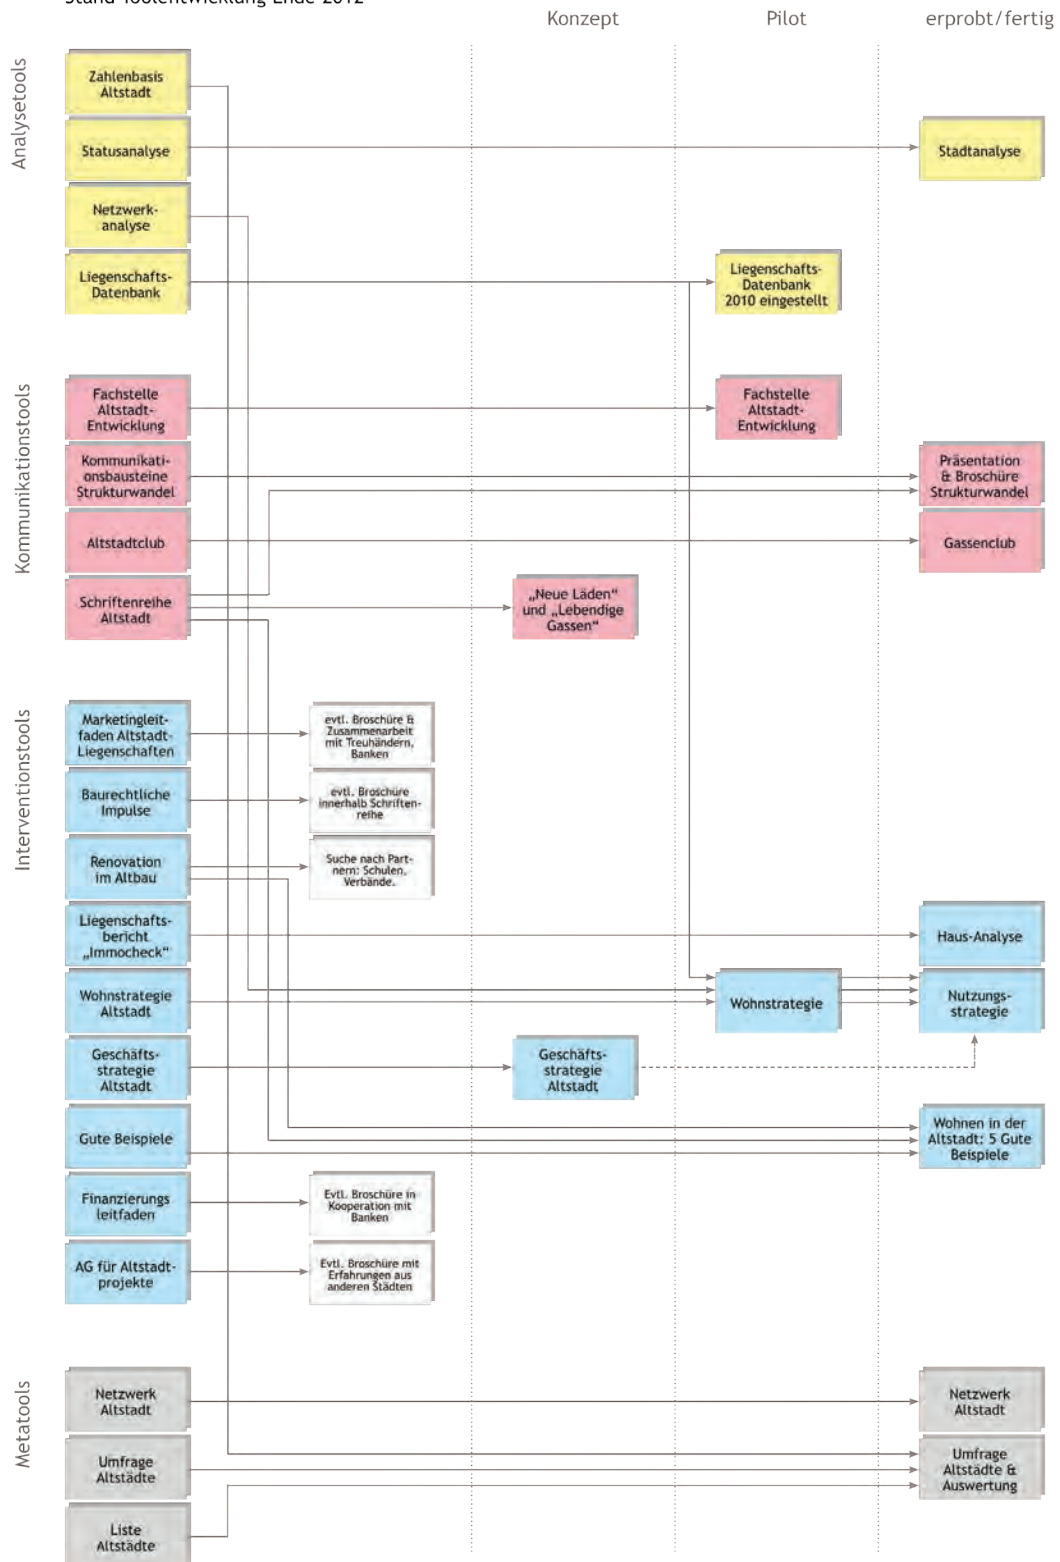 Stand Toolentwicklung Ende 2012
Konzept
Pilot
erprobt/fertig
Analysetools
Zahlenbasis
Altstadt
Statusanalyse
Stadtanalyse
Netzwerk-
analyse
Liegenschafts-
Datenbank
Liegenschafts-
Datenbank
2010 eingestellt
Kommunikationstools
Fachstelle
Altstadt-
Entwicklung
Fachstelle
Altstadt-
Entwicklung
Kommunikati-
onsbausteine
Strukturwandel
Präsentation
& Broschüre
Strukturwandel
Altstadtclub
Gassenclub
Schriftenreihe
Altstadt
„Neue Läden“
und „Lebendige
Gassen“
Interventionstools
Marketingleit-
faden Altstadt-
Liegenschaften
evtl. Broschüre &
Zusammenarbeit
mit Treuhändern,
Banken
Baurechtliche
Impulse
evtl. Broschüre
innerhalb Schriften-
reihe
Renovation
im Altbau
Suche nach Part-
nern: Schulen,
Verbände.
Liegenschafts-
bericht
„Immocheck“
Haus-Analyse
Wohnstrategie
Altstadt
Wohnstrategie
Nutzungs-
strategie
Geschäfts-
strategie
Altstadt
Geschäfts-
strategie
Altstadt
Gute Beispiele
Wohnen in der
Altstadt: 5 Gute
Beispiele
Finanzierungs
leitfaden
Evtl. Broschüre in
Kooperation mit
Banken
AG für Altstadt-
projekte
Evtl. Broschüre mit
Erfahrungen aus
anderen Städten
Metatools
Netzwerk
Altstadt
Netzwerk
Altstadt
Umfrage
Altstädte
Umfrage
Altstädte &
Auswertung
Liste
Altstädte